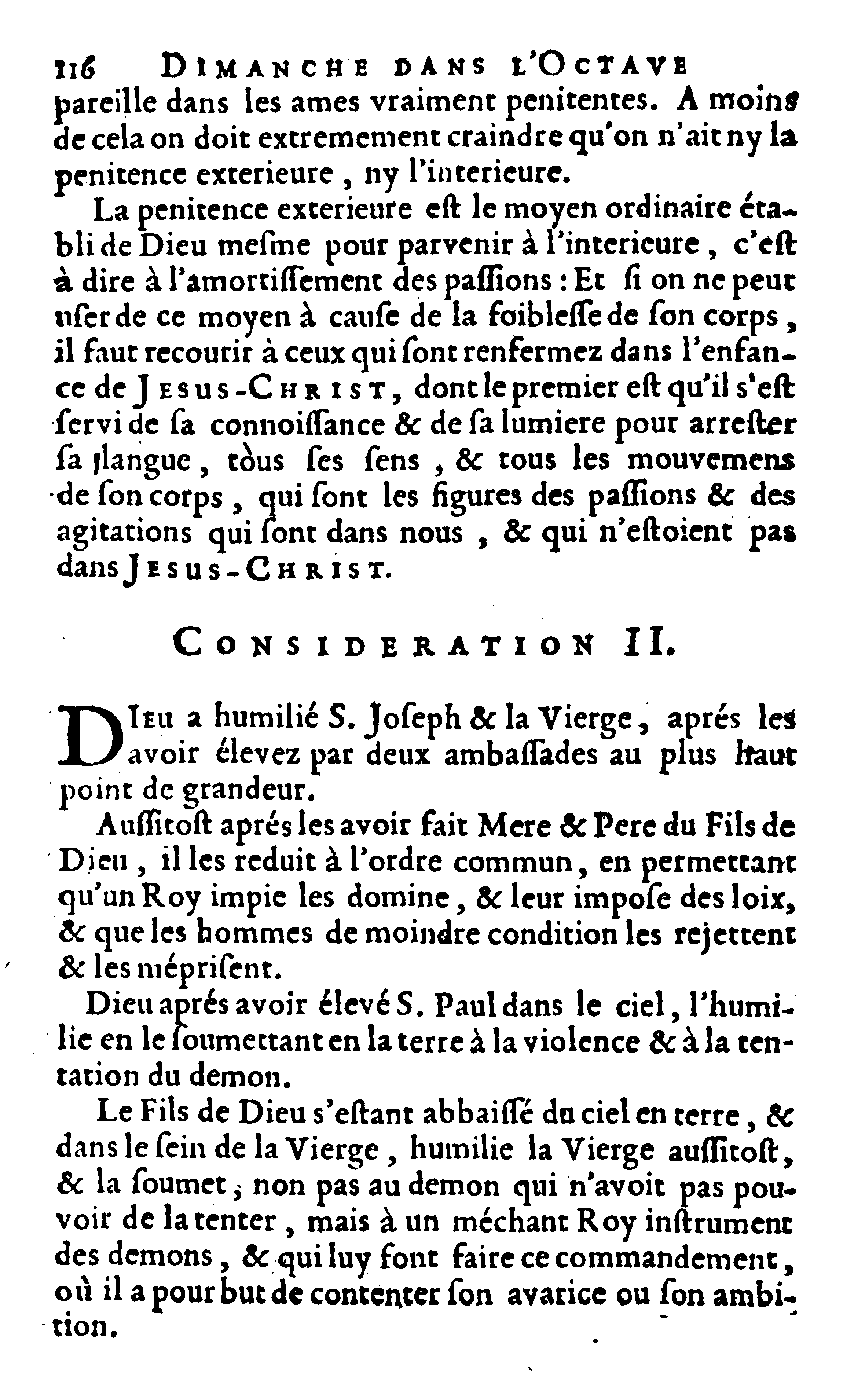 116 DIMANCHE DANS L'OCTAVE
pareille dans les ames vraiment penitentes. A moins
de cela on doit extremement craindre qu'on n'ait ny la
penitence exterieure, ny l'interieure.
La penitence exterieure eſt le moyen ordinaire éta-
bli de Dieu meſme pour parvenir à l'interieure, c'eſt
à dire à l'amortiſſement des paſſions : Et ſi on ne peut
uſer de ce moyen à cauſe de la foibleſſe de ſon corps,
il faut recourir à ceux qui ſont renfermez dans l'enfan-
ce de JESUS-CHRIST, dont le premier eſt qu'il s'eſt
ſervi de ſa connoiſſance & de ſa lumiere pour arreſter
ſa langue, tous ſes ſens, & tous les mouvemens
de ſon corps, qui ſont les figures des paſſions & des
agitations qui ſont dans nous, & qui n'eſtoient pas
dans JESUS-CHRIST.
CONSIDERATION II.
DIEU a humilié S. Joſeph & la Vierge, aprés les
avoir élevez par deux ambaſſades au plus haut
point de grandeur.
Auſſitoſt aprés les avoir fait Mere & Pere du Fils de
Dieu, il les reduit à l'ordre commun, en permettant
qu'un Roy impie les domine, & leur impoſe des loix,
& que les hommes de moindre condition les rejettent
& les mépriſent.
Dieu aprés avoir élevé S. Paul dans le ciel, l'humi-
lie en le ſoumettant en la terre à la violence & à la ten-
tation du demon.
Le Fils de Dieu s'eſtant abbaiſſé du ciel en terre, &
dans le ſein de la Vierge, humilie la Vierge auſſitoſt,
& la ſoumet, non pas au demon qui n'avoit pas pou-
voir de la tenter, mais à un méchant Roy inſtrument
des demons, & qui luy font faire ce commandement,
où il a pour but de contenter ſon avarice ou ſon ambi-
tion.